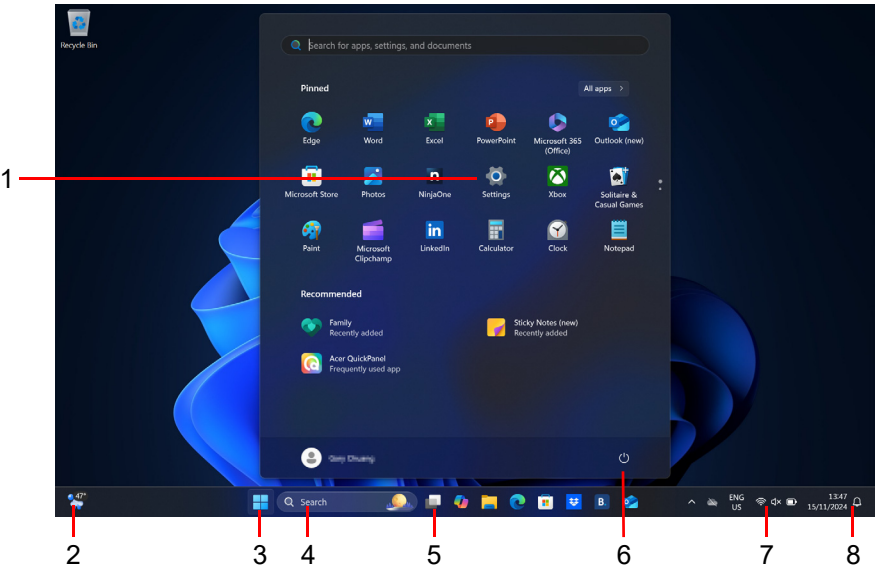 Recycle Bin
Search for apps, settings, and documents
Pinned
All apps >
Edge
Word
Excel
PowerPoint
Microsoft 365
(Office)
Outlook (new)
1
Microsoft Store
Photos
NinjaOne
Settings
Xbox
Solitaire &
Casual Games
Paint
Microsoft
Clipchamp
LinkedIn
Calculator
Clock
Notepad
Recommended
Family
Recently added
Sticky Notes (new)
Recently added
Acer QuickPanel
Frequently used app
47°
Search
ENG
US
13:47
15/11/2024
2 3 4 5 6 7 8